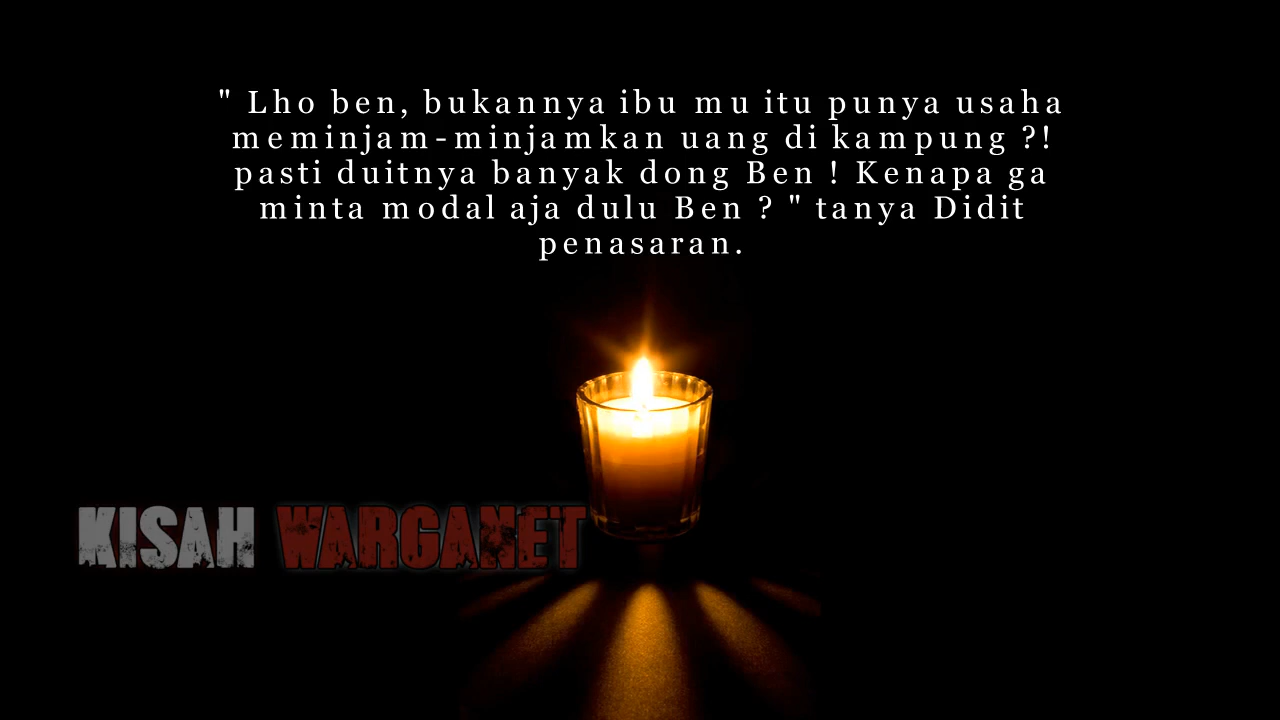 " Lho ben, bukannya ibu mu itu punya usaha
meminjam-minjamkan uang di kampung ?!
pasti duitnya banyak dong Ben ! Kenapa ga
minta modal aja dulu Ben ? " tanya Didit
penasaran.
KISAH WARGANET